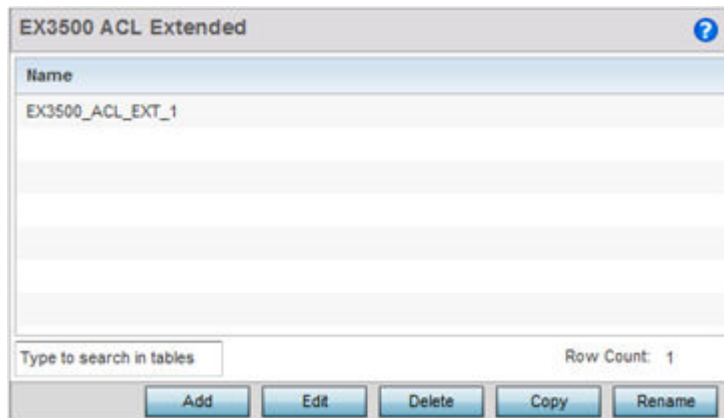 EX3500 ACL Extended ?
Name
EX3500_ACL_EXT_1
Type to search in tables Row Count: 1
Add Edit Delete Copy Rename